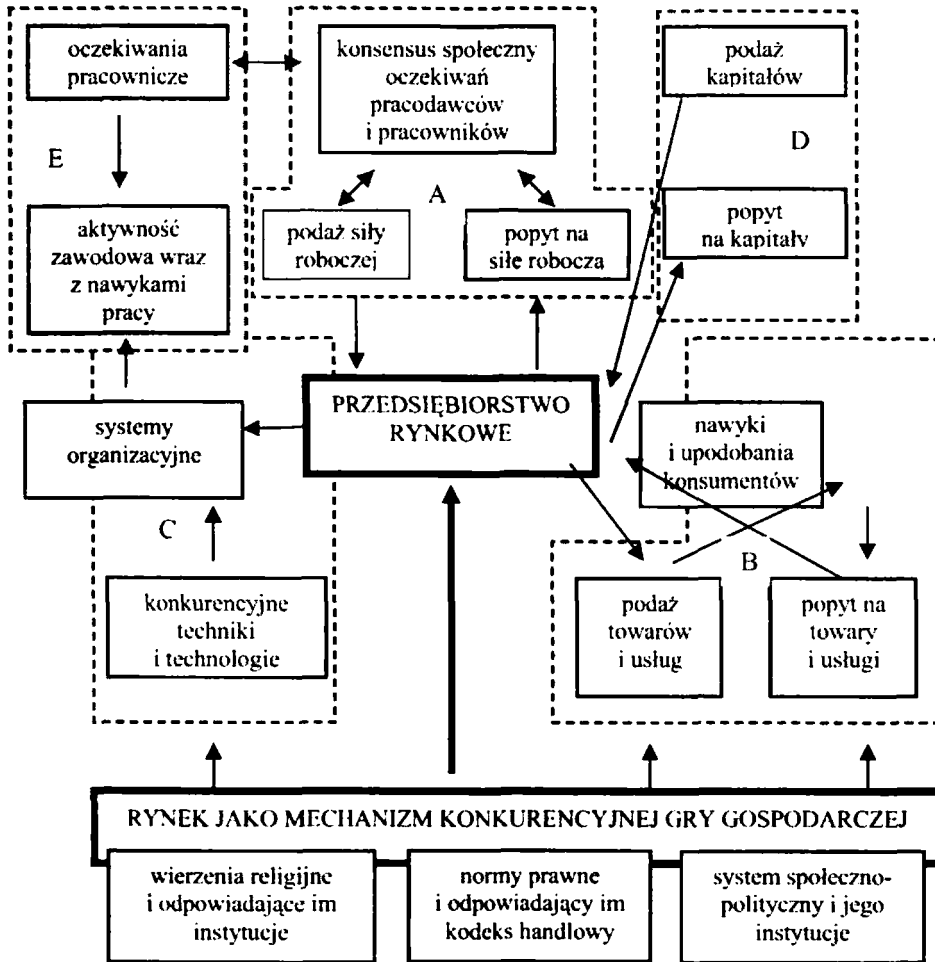 oczekiwania
pracownicze
E
aktywność
zawodowa wraz
z nawykami
pracy
konsensus społeczny
oczekiwań
pracodawców
i pracowników
A
podaż siły
roboczej
popyt na
siłę roboczą
podaż
kapitałów
D
popyt
na kapitały
systemy
organizacyjne
C
konkurencyjne
techniki
i technologie
PRZEDSIĘBIORSTWO
RYNKOWE
nawyki
i upodobania
konsumentów
B
podaż
towarów
i usług
popyt na
towary
i usługi
RYNEK JAKO MECHANIZM KONKURENCYJNEJ GRY GOSPODARCZEJ
wierzenia religijne
i odpowiadające im
instytucje
normy prawne
i odpowiadający im
kodeks handlowy
system społeczno-
polityczny i jego
instytucje